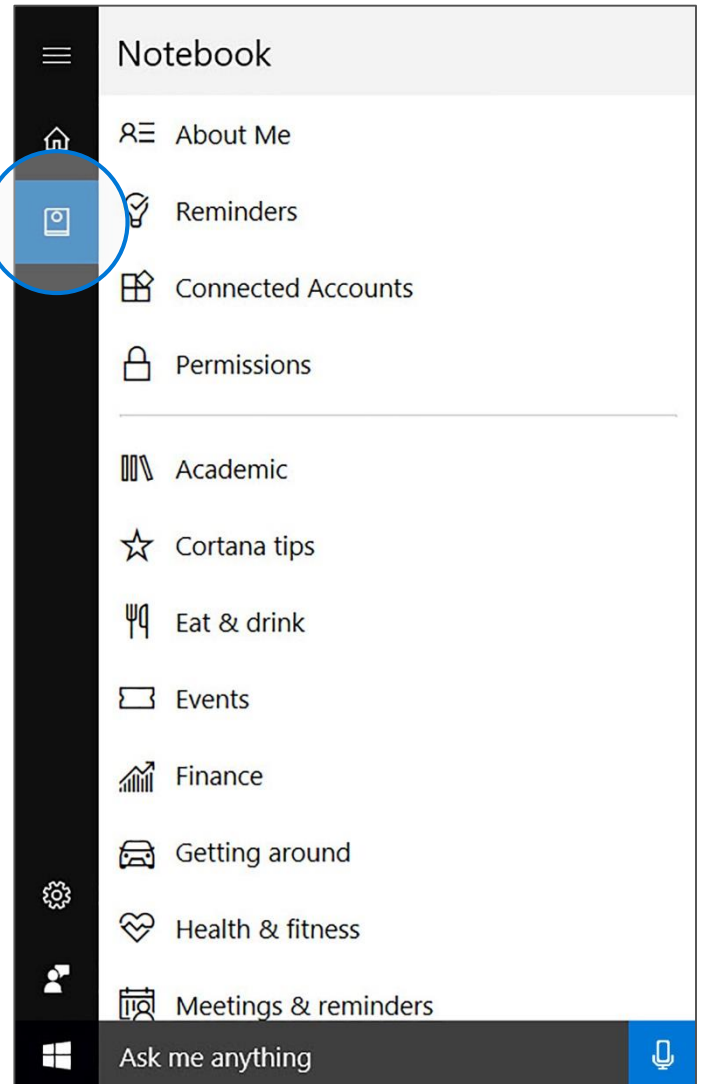 Notebook
About Me
Reminders
Connected Accounts
Permissions
Academic
Cortana tips
Eat & drink
Events
Finance
Getting around
Health & fitness
Meetings & reminders
Ask me anything